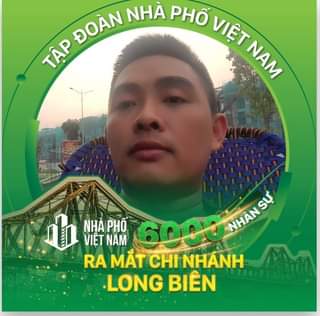 TẬP ĐOÀN NHÀ PHỐ VIỆT NAM
NHÀ PHỐ
VIỆT NAM
6000
NHÂN SỰ
RA MẮT CHI NHÁNH
LONG BIÊN